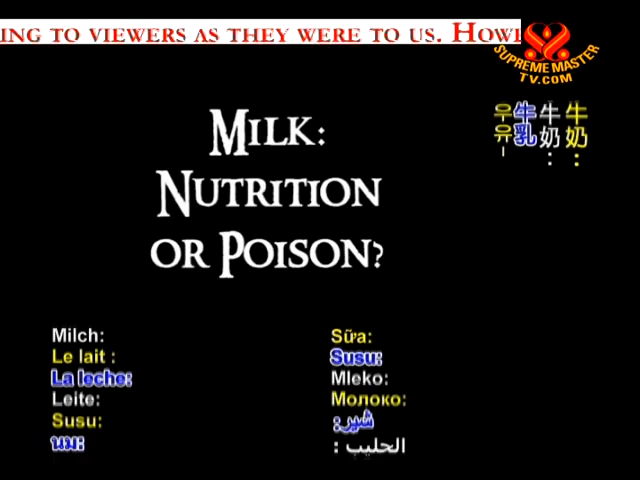 ING TO VIEWERS AS THEY WERE TO US. HOWE
SUPREME MASTER
TV.COM
MILK:
NUTRITION
OR POISON?
우유ㅡ
牛乳
牛奶：
牛奶：
Milch:
Le lait :
La leche:
Leite:
Susu:
นม:
Sữa:
Susu:
Mleko:
Молоко:
شیر:
الحليب :